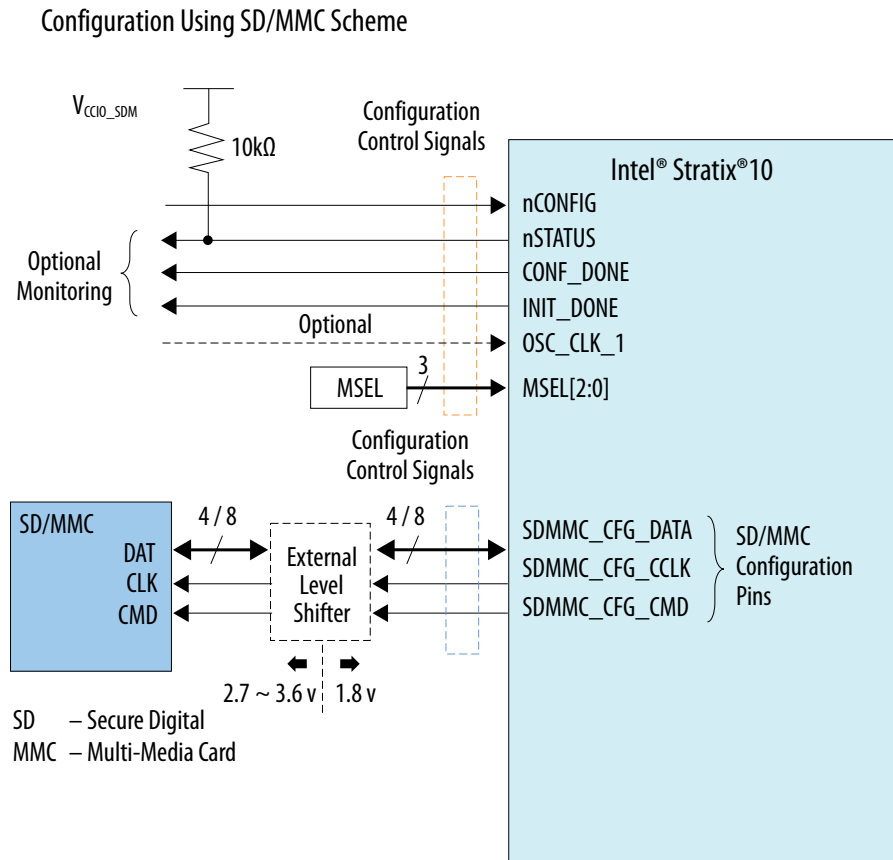 Configuration Using SD/MMC Scheme
VCCIO_SDM
10kΩ
Configuration
Control Signals
Intel® Stratix®10
nCONFIG
nSTATUS
CONF_DONE
INIT_DONE
OSC_CLK_1
MSEL[2:0]
Optional
Monitoring
Optional
MSEL
3
Configuration
Control Signals
SD/MMC
DAT
CLK
CMD
4 / 8
External
Level
Shifter
4 / 8
SDMMC_CFG_DATA
SDMMC_CFG_CCLK
SDMMC_CFG_CMD
SD/MMC
Configuration
Pins
2.7 ~ 3.6 v
1.8 v
SD – Secure Digital
MMC – Multi-Media Card